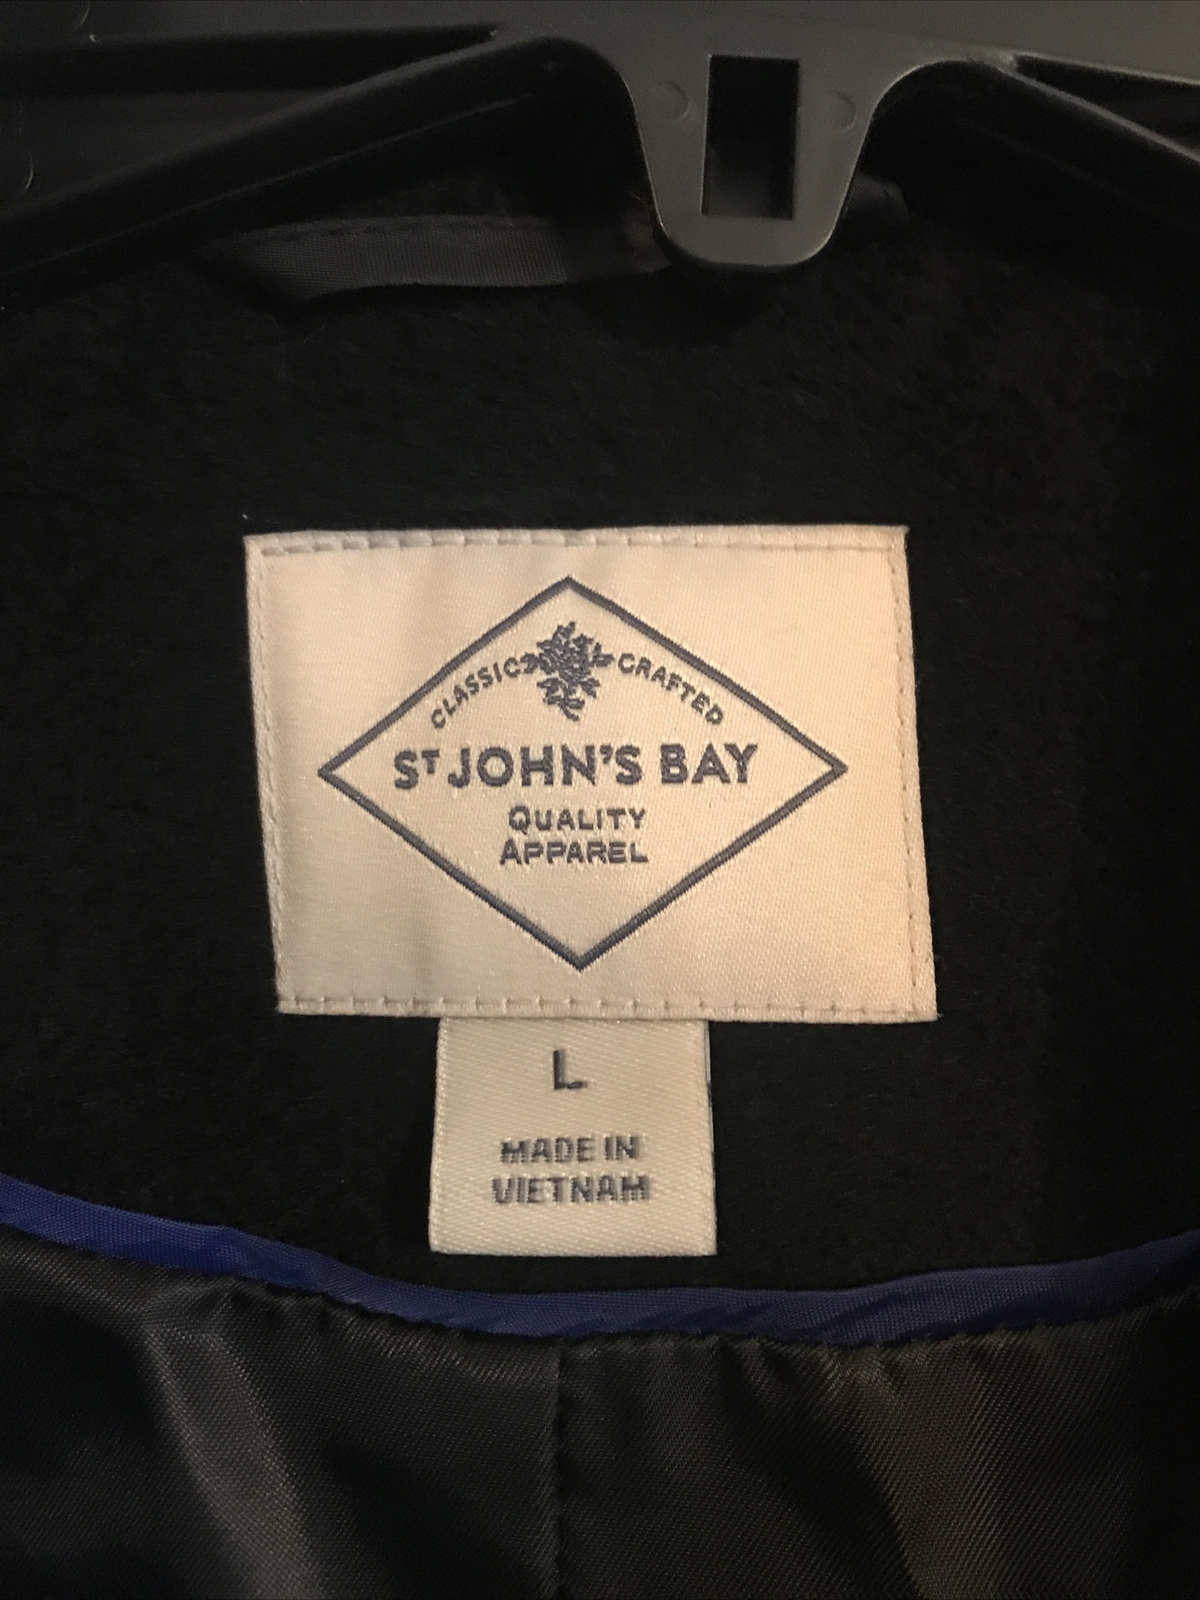 CLASSIC CRAFTED
ST JOHN'S BAY
QUALITY
APPAREL
L
MADE IN
VIETNAM